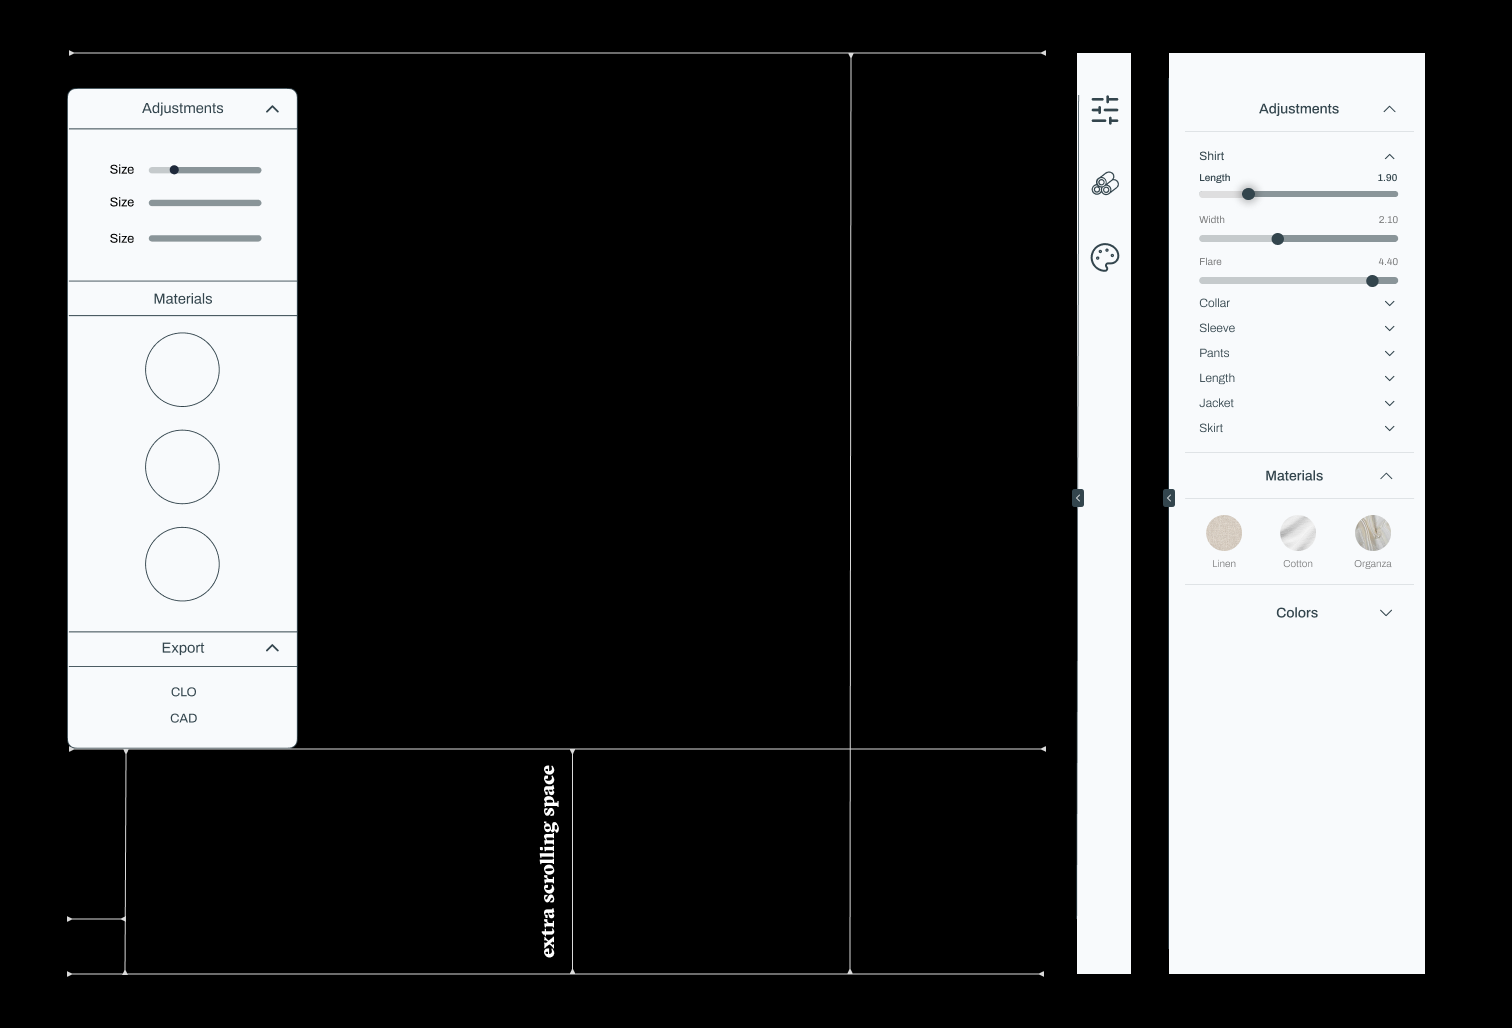 Adjustments
Size
Size
Size
Materials
Export
CLO
CAD
extra scrolling space
Adjustments
Shirt
Length 1.90
Width 2.10
Flare 4.40
Collar
Sleeve
Pants
Length
Jacket
Skirt
Materials
Linen Cotton Organza
Colors